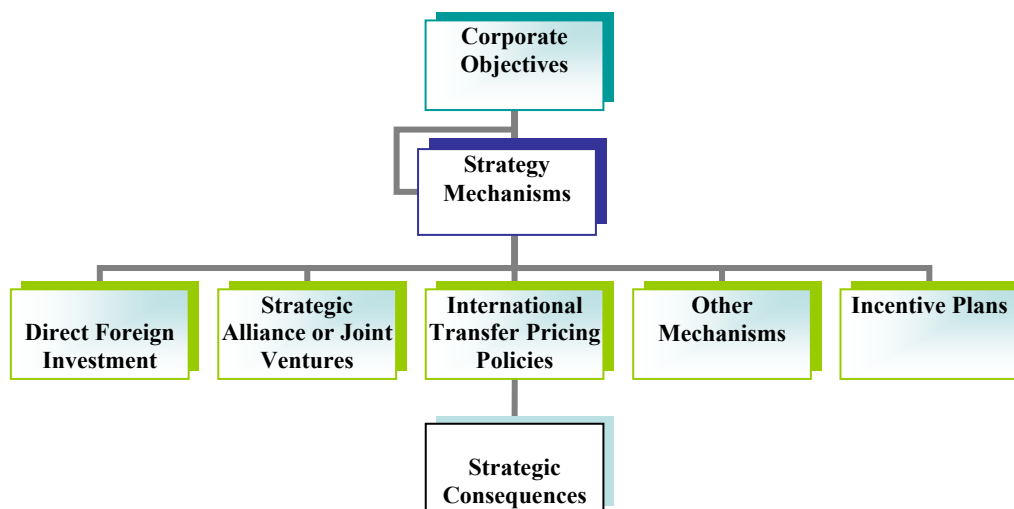 Corporate
Objectives
Strategy
Mechanisms
Direct Foreign
Investment
Strategic
Alliance or Joint
Ventures
International
Transfer Pricing
Policies
Other
Mechanisms
Incentive Plans
Strategic
Consequences